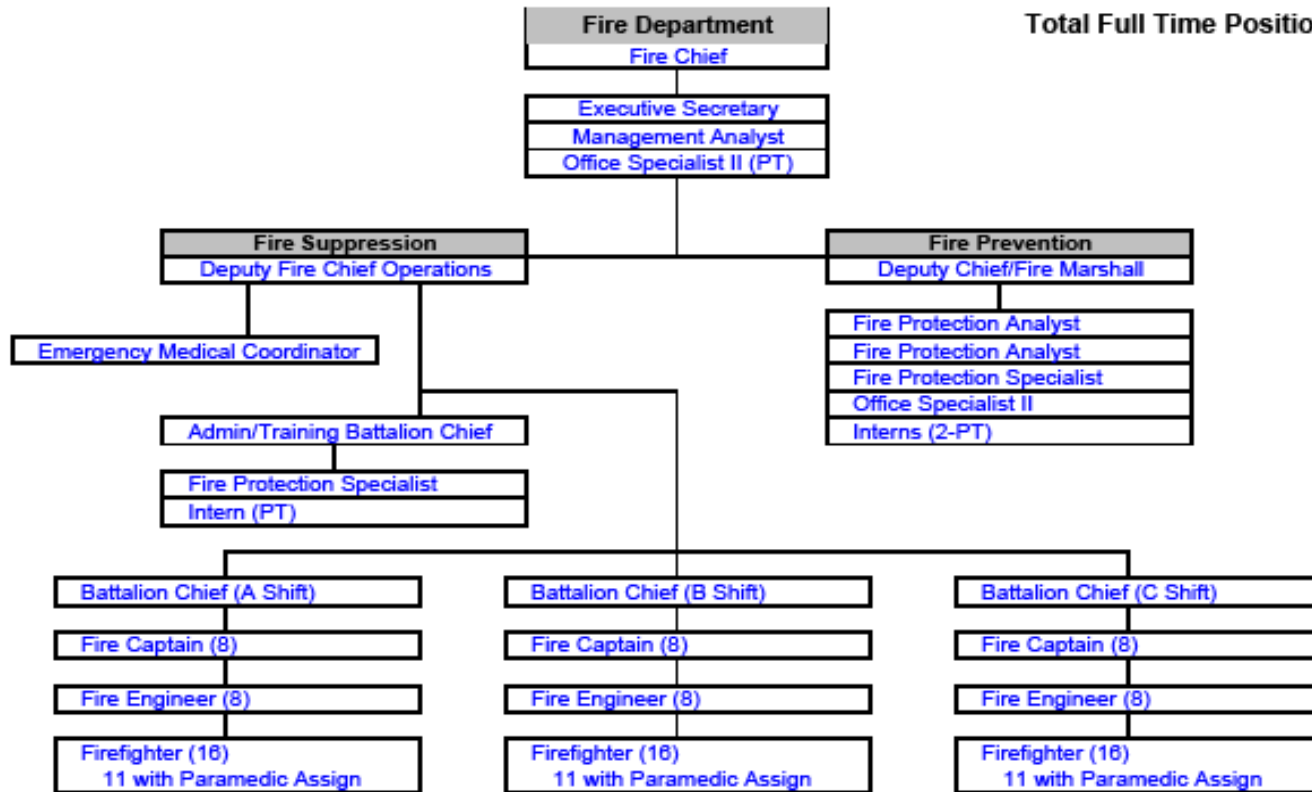 Fire Department
Total Full Time
Fire Chief
Executive Secretary
Management Analyst
Office Specialist II (PT)
Fire Suppression
Deputy Fire Chief Operations
Fire Prevention
Deputy Chief/Fire Marshall
Emergency Medical Coordinator
Fire Protection Analyst
Fire Protection Analyst
Fire Protection Specialist
Office Specialist II
Interns (2-PT)
Admin/Training Battalion Chief
Fire Protection Specialist
Intern (PT)
Battalion Chief (A Shift)
Battalion Chief (B Shift)
Battalion Chief (C Shift)
Fire Captain (8)
Fire Captain (8)
Fire Captain (8)
Fire Engineer (8)
Fire Engineer (8)
Fire Engineer (8)
Firefighter (16)
11 with Paramedic Assign
Firefighter (16)
11 with Paramedic Assign
Firefighter (16)
11 with Paramedic Assign